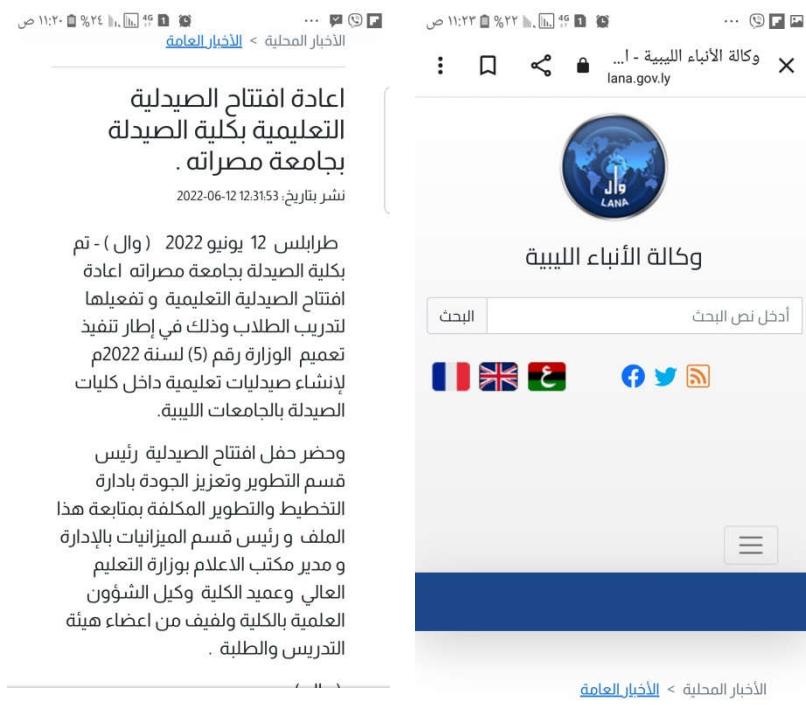 ١١:٢٣ ص ٢٢% 4G 1
وكالة الأنباء الليبية - ا...
lana.gov.ly
وال
LANA
وكالة الأنباء الليبية
أدخل نص البحث
البحث
ع
الأخبار المحلية > الأخبار العامة
١١:٢٠ ص ٢٤% 4G 1
الأخبار المحلية > الأخبار العامة
اعادة افتتاح الصيدلية
التعليمية بكلية الصيدلة
بجامعة مصراته .
نشر بتاريخ: 2022-06-12 12:31:53
طرابلس 12 يونيو 2022 ( وال ) - تم
بكلية الصيدلة بجامعة مصراته اعادة
افتتاح الصيدلية التعليمية و تفعيلها
لتدريب الطلاب وذلك في إطار تنفيذ
تعميم الوزارة رقم (5) لسنة 2022م
لإنشاء صيدليات تعليمية داخل كليات
الصيدلة بالجامعات الليبية.
وحضر حفل افتتاح الصيدلية رئيس
قسم التطوير وتعزيز الجودة بادارة
التخطيط والتطوير المكلفة بمتابعة هذا
الملف و رئيس قسم الميزانيات بالإدارة
و مدير مكتب الاعلام بوزارة التعليم
العالي وعميد الكلية وكيل الشؤون
العلمية بالكلية ولفيف من اعضاء هيئة
التدريس والطلبة .